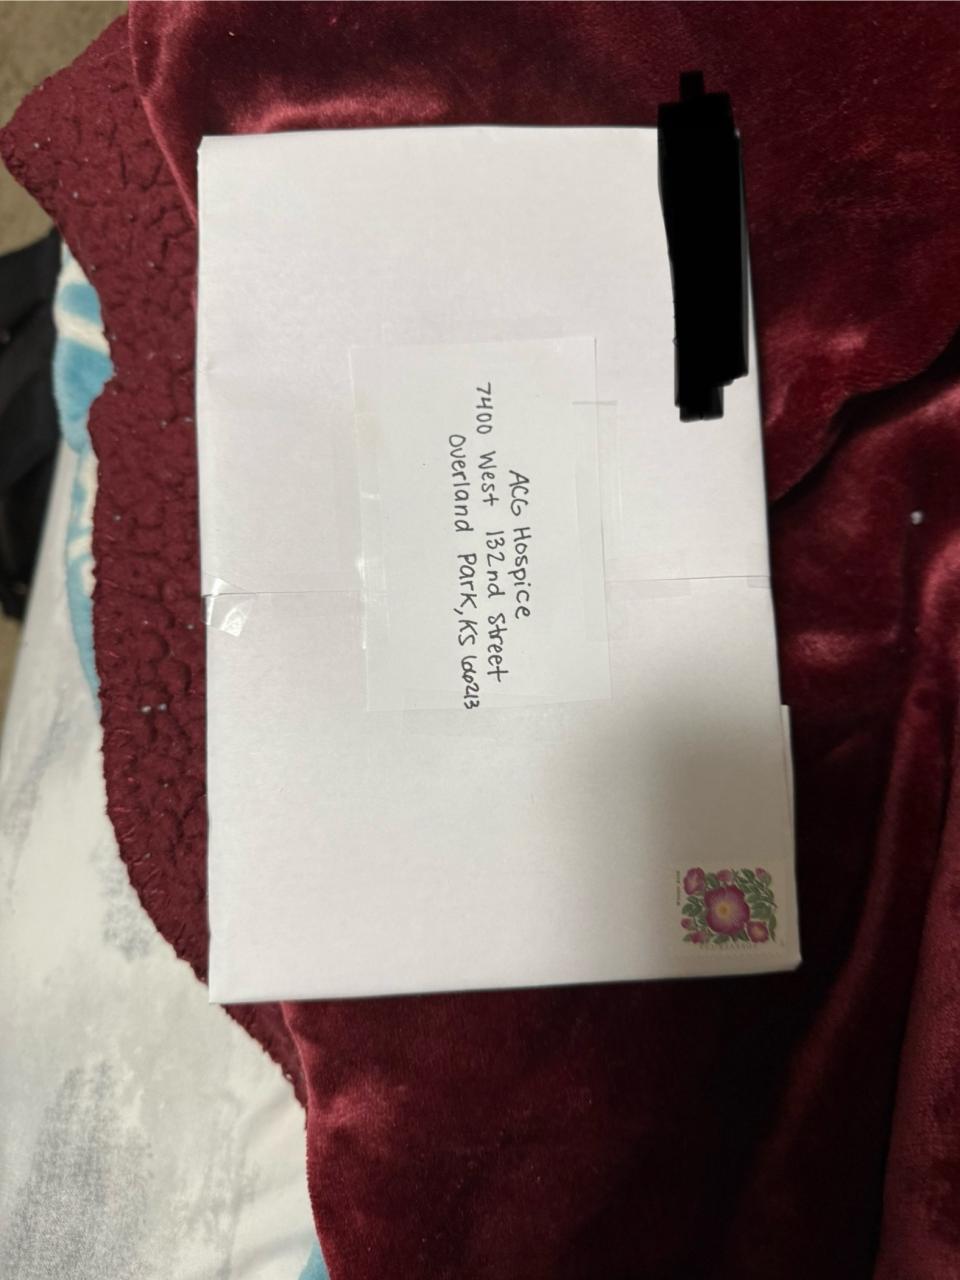 ACG Hospice
7400 West 132nd Street
Overland Park, KS 66213